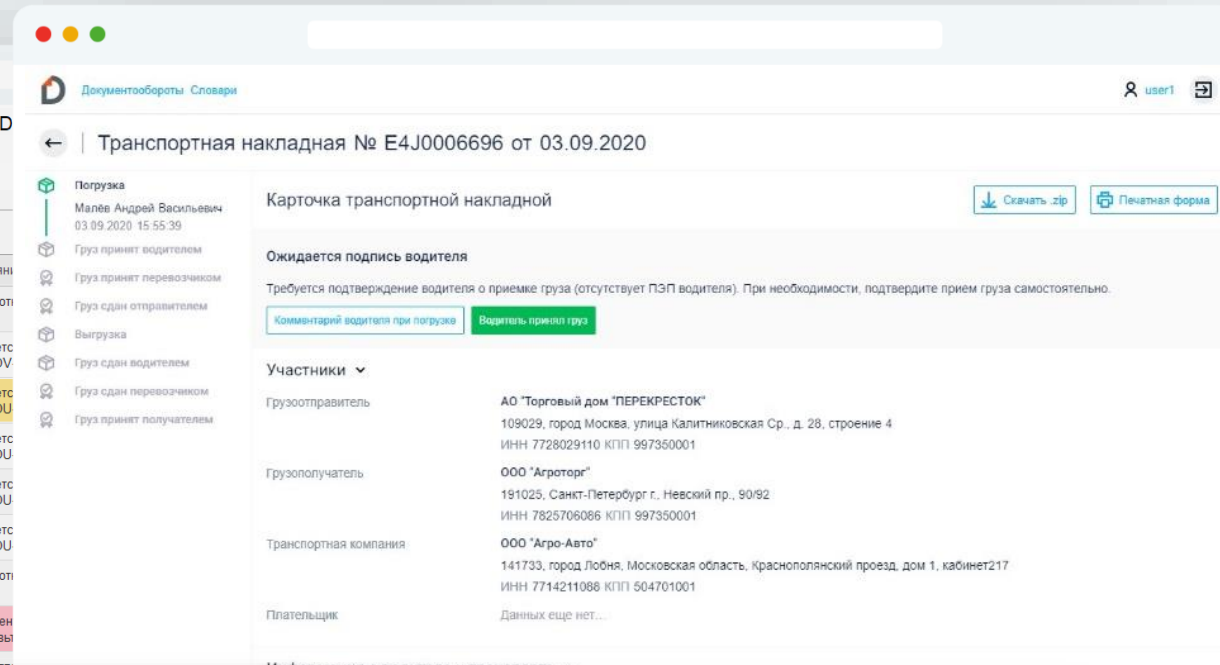 Документообороты Словари
user1
Транспортная накладная № E4J0006696 от 03.09.2020
Погрузка
Малёв Андрей Васильевич
03.09.2020 15:55:39
Груз принят водителем
Груз принят перевозчиком
Груз сдан отправителем
Выгрузка
Груз сдан водителем
Груз сдан перевозчиком
Груз принят получателем
Карточка транспортной накладной
Скачать .zip
Печатная форма
Ожидается подпись водителя
Требуется подтверждение водителя о приемке груза (отсутствует ПЭП водителя). При необходимости, подтвердите прием груза самостоятельно.
Комментарий водителя при погрузке
Водитель принял груз
Участники
Грузоотправитель
АО "Торговый дом "ПЕРЕКРЕСТОК"
109029, город Москва, улица Калитниковская Ср., д. 28, строение 4
ИНН 7728029110 КПП 997350001
Грузополучатель
ООО "Агроторг"
191025, Санкт-Петербург г., Невский пр., 90/92
ИНН 7825706086 КПП 997350001
Транспортная компания
ООО "Агро-Авто"
141733, город Лобня, Московская область, Краснополянский проезд, дом 1, кабинет217
ИНН 7714211088 КПП 504701001
Плательщик
Данных еще нет...